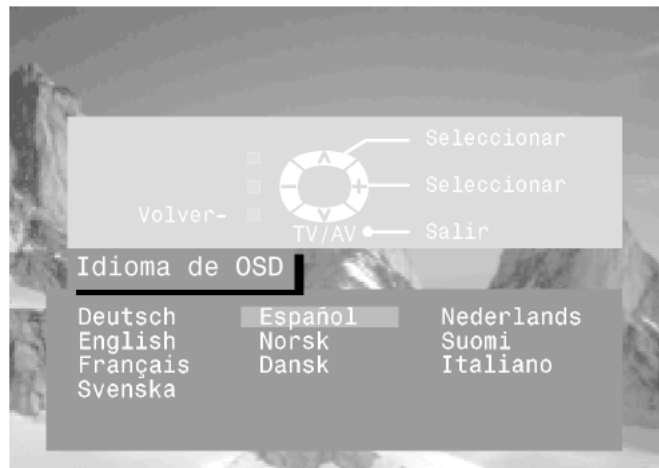 Seleccionar
Seleccionar
Volver-
TV/AV
Salir
Idioma de OSD
Deutsch Español Nederlands
English Norsk Suomi
Français Dansk Italiano
Svenska